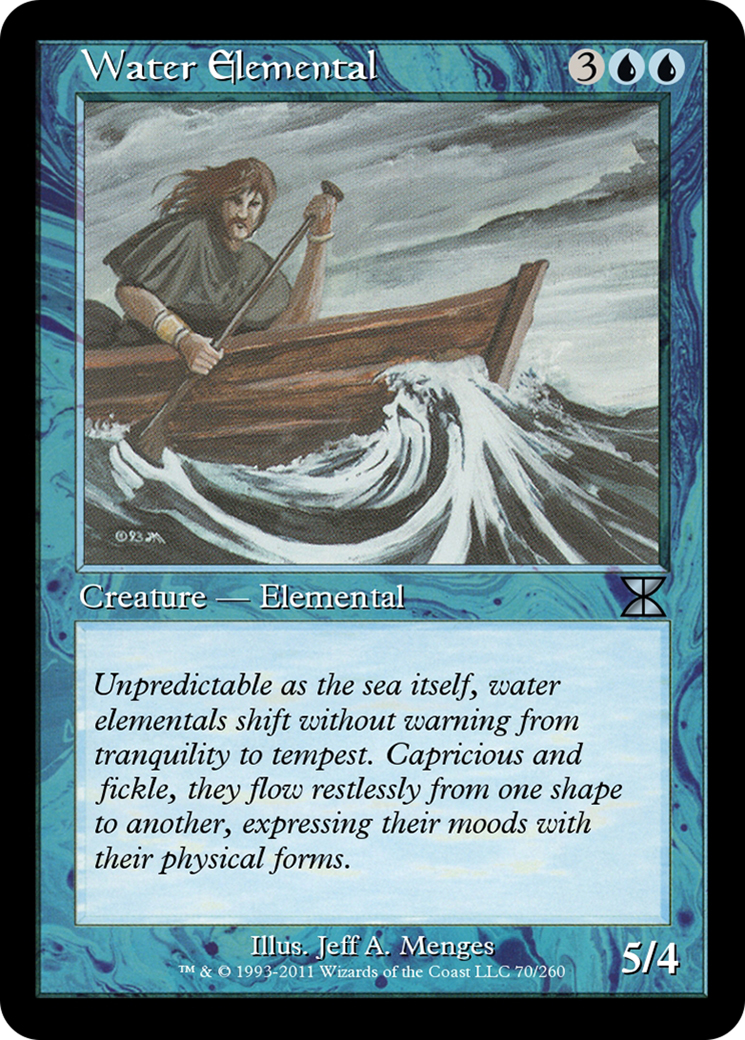 Water Elemental 3
©93 JM
Creature — Elemental
Unpredictable as the sea itself, water
elementals shift without warning from
tranquility to tempest. Capricious and
fickle, they flow restlessly from one shape
to another, expressing their moods with
their physical forms.
Illus. Jeff A. Menges
™ & © 1993-2011 Wizards of the Coast LLC 70/260
5/4